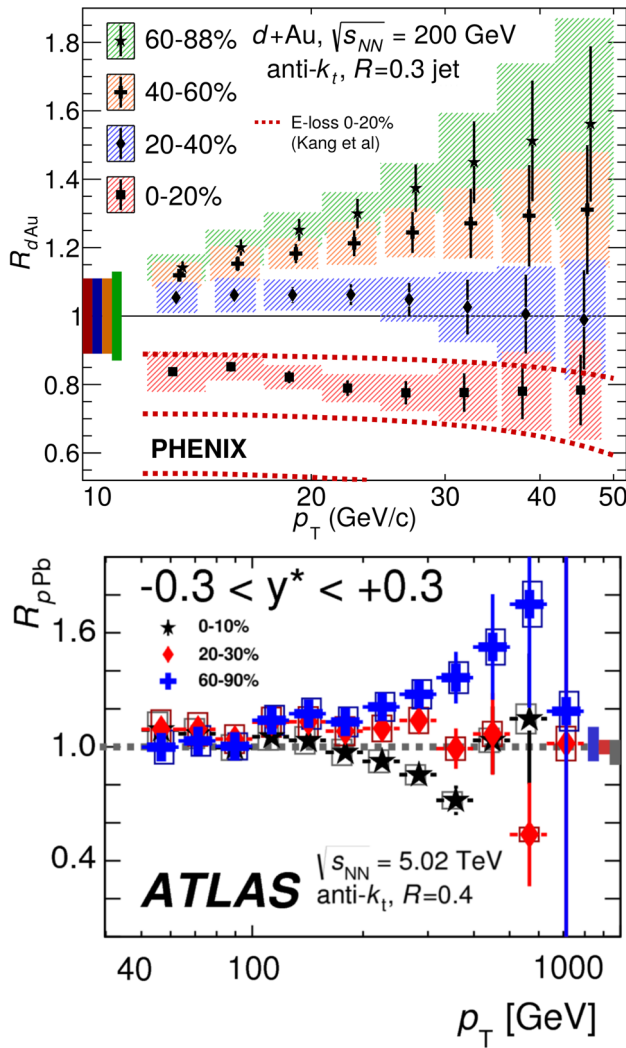 1.8
1.6
1.4
1.2
1
0.8
0.6
R_dAu
60-88%
40-60%
20-40%
0-20%
d+Au, √s_NN = 200 GeV
anti-k_t, R=0.3 jet
E-loss 0-20%
(Kang et al)
PHENIX
10 20 30 40 50
p_T (GeV/c)
R_pPb
1.6
1.0
0.4
-0.3 < y* < +0.3
0-10%
20-30%
60-90%
ATLAS
√s_NN = 5.02 TeV
anti-k_t, R=0.4
40 100 1000
p_T [GeV]